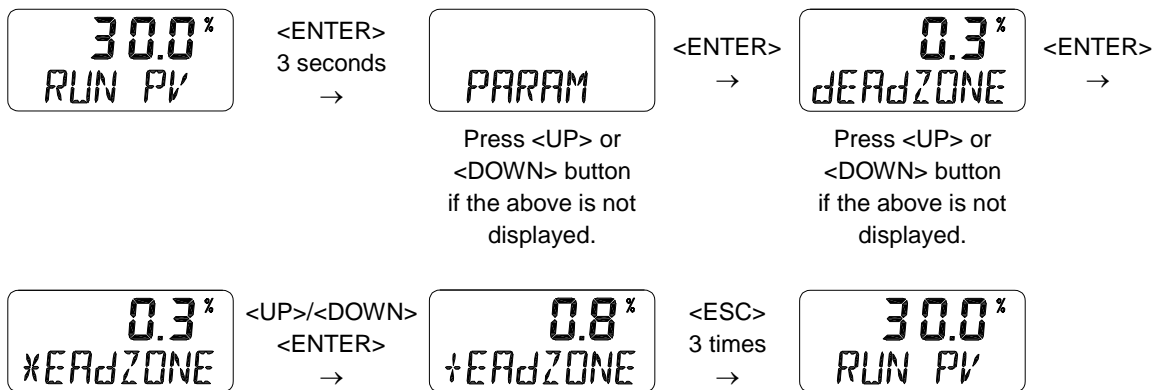 30.0%
RUN PV
<ENTER>
3 seconds
→
PARAM
Press <UP> or
<DOWN> button
if the above is not
displayed.
<ENTER>
→
0.3%
dEAdZONE
Press <UP> or
<DOWN> button
if the above is not
displayed.
<ENTER>
→
0.3%
*EAdZONE
<UP>/<DOWN>
<ENTER>
→
0.8%
+EAdZONE
<ESC>
3 times
→
30.0%
RUN PV